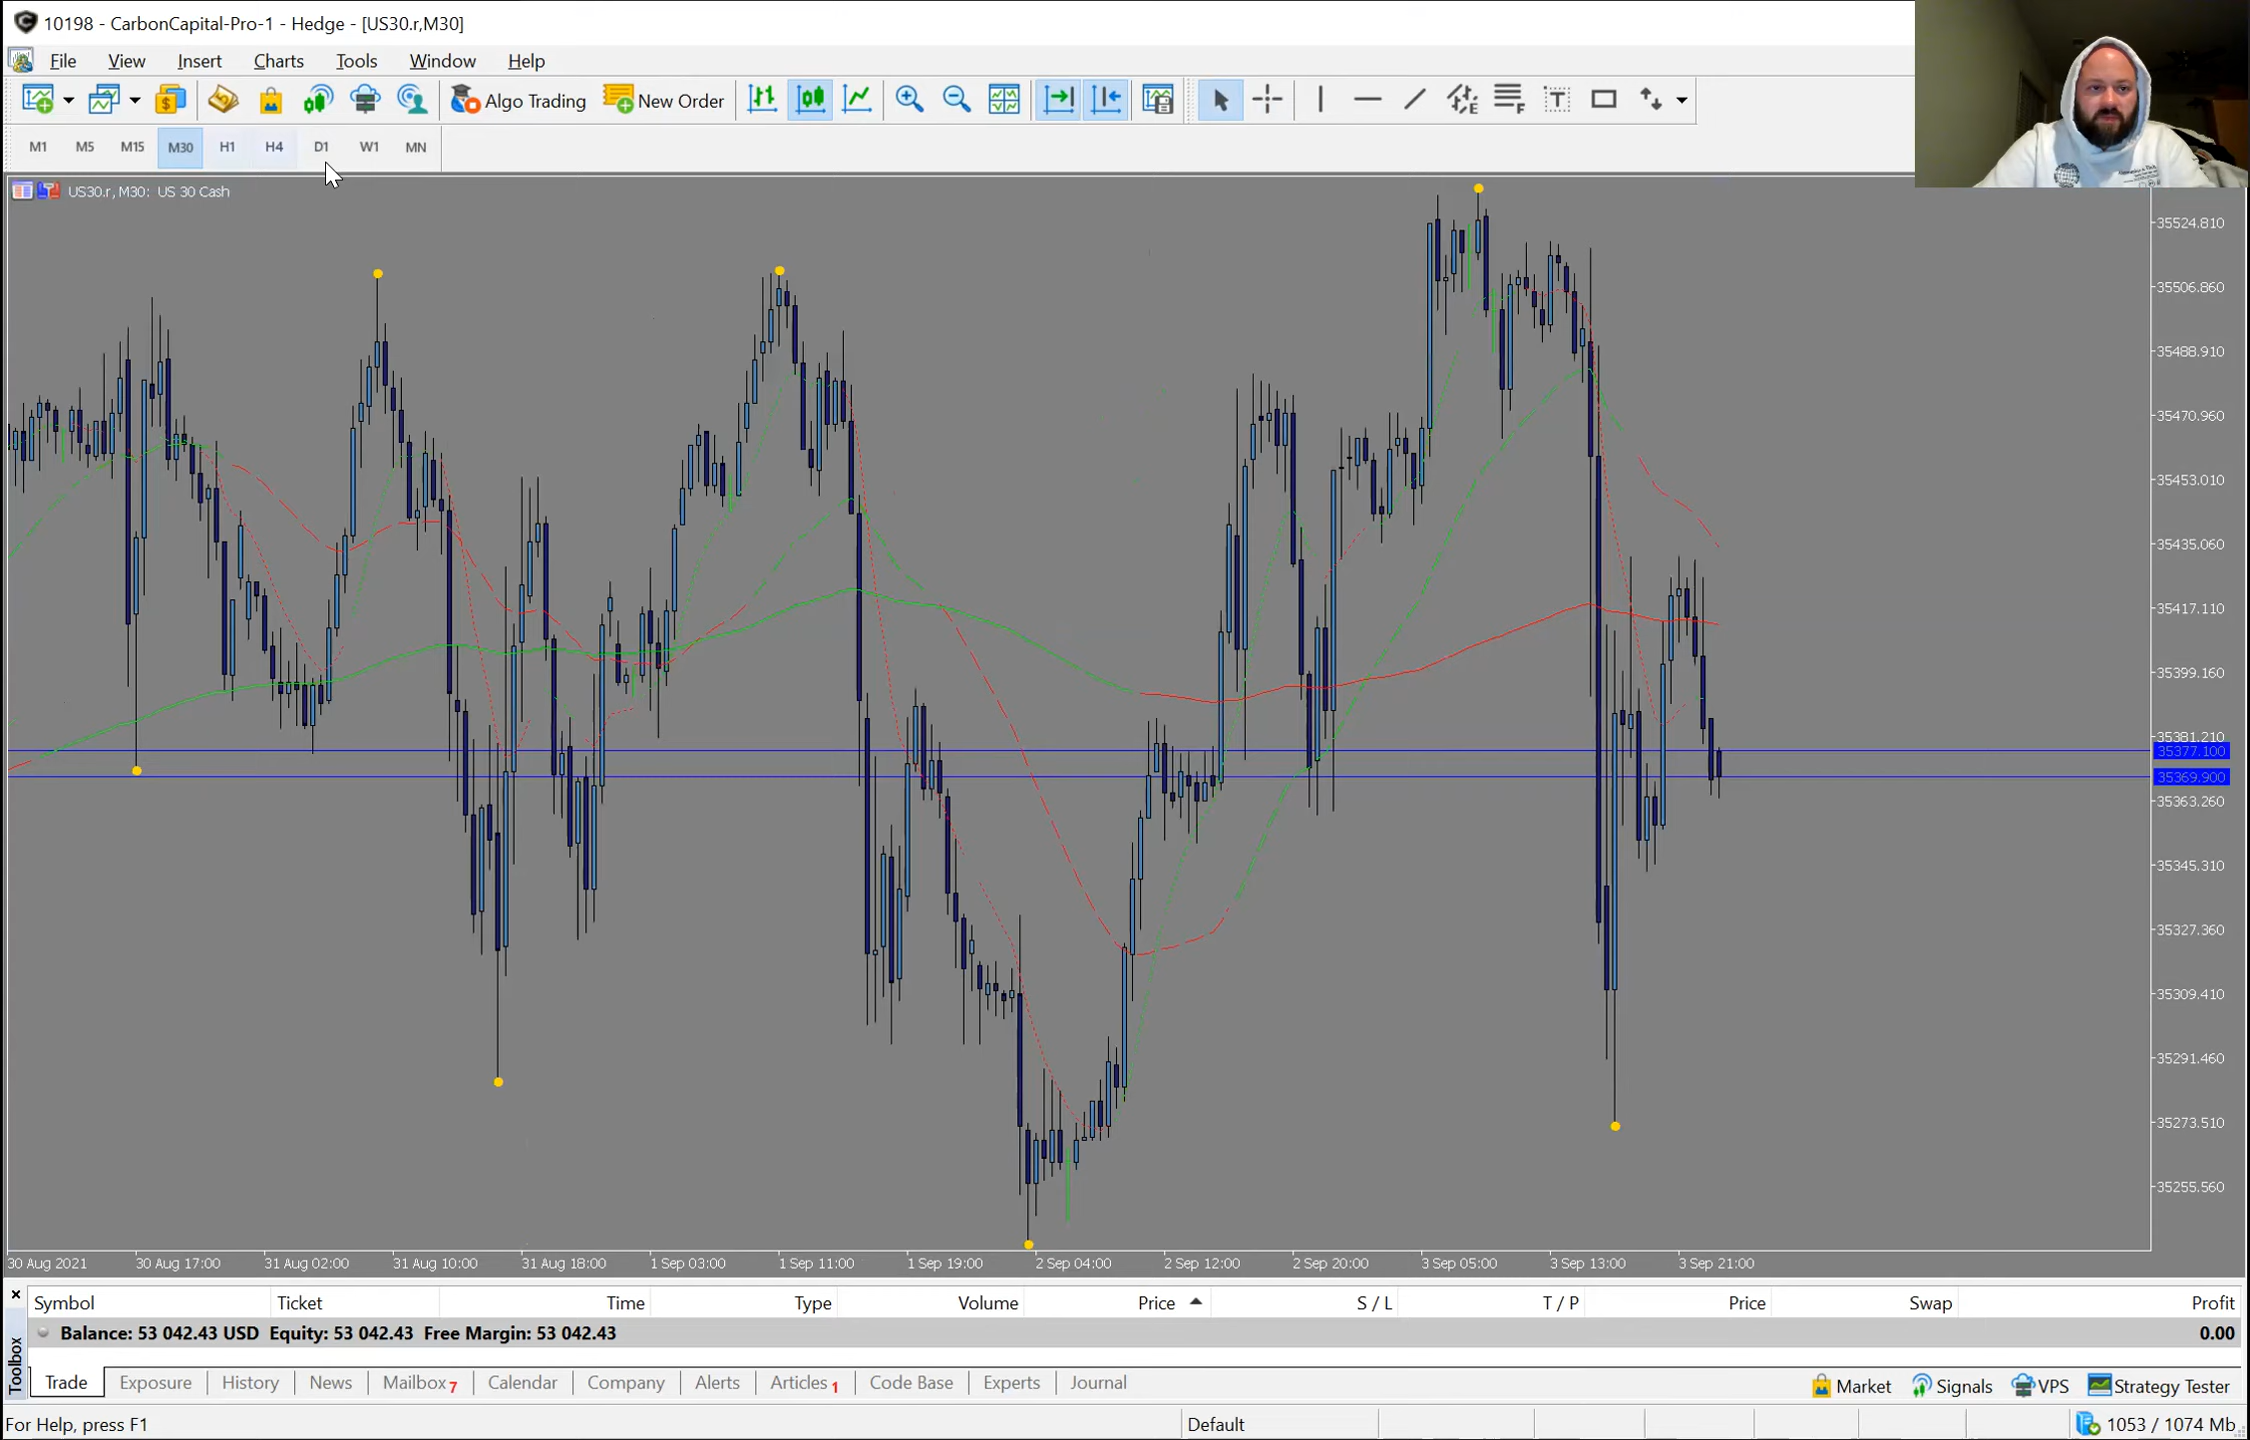 10198 - CarbonCapital-Pro-1 - Hedge - [US30.r,M30]
File View Insert Charts Tools Window Help
Algo Trading New Order
M1 M5 M15 M30 H1 H4 D1 W1 MN
US30.r, M30: US 30 Cash
35524.810
35506.860
35488.910
35470.960
35453.010
35435.060
35417.110
35399.160
35381.210
35377.100
35369.900
35363.260
35345.310
35327.360
35309.410
35291.460
35273.510
35255.560
30 Aug 2021 30 Aug 17:00 31 Aug 02:00 31 Aug 10:00 31 Aug 18:00 1 Sep 03:00 1 Sep 11:00 1 Sep 19:00 2 Sep 04:00 2 Sep 12:00 2 Sep 20:00 3 Sep 05:00 3 Sep 13:00 3 Sep 21:00
Toolbox
Symbol Ticket Time Type Volume Price S / L T / P Price Swap Profit
Balance: 53 042.43 USD Equity: 53 042.43 Free Margin: 53 042.43 0.00
Trade Exposure History News Mailbox 7 Calendar Company Alerts Articles 1 Code Base Experts Journal Market Signals VPS Strategy Tester
For Help, press F1 Default 1053 / 1074 Mb